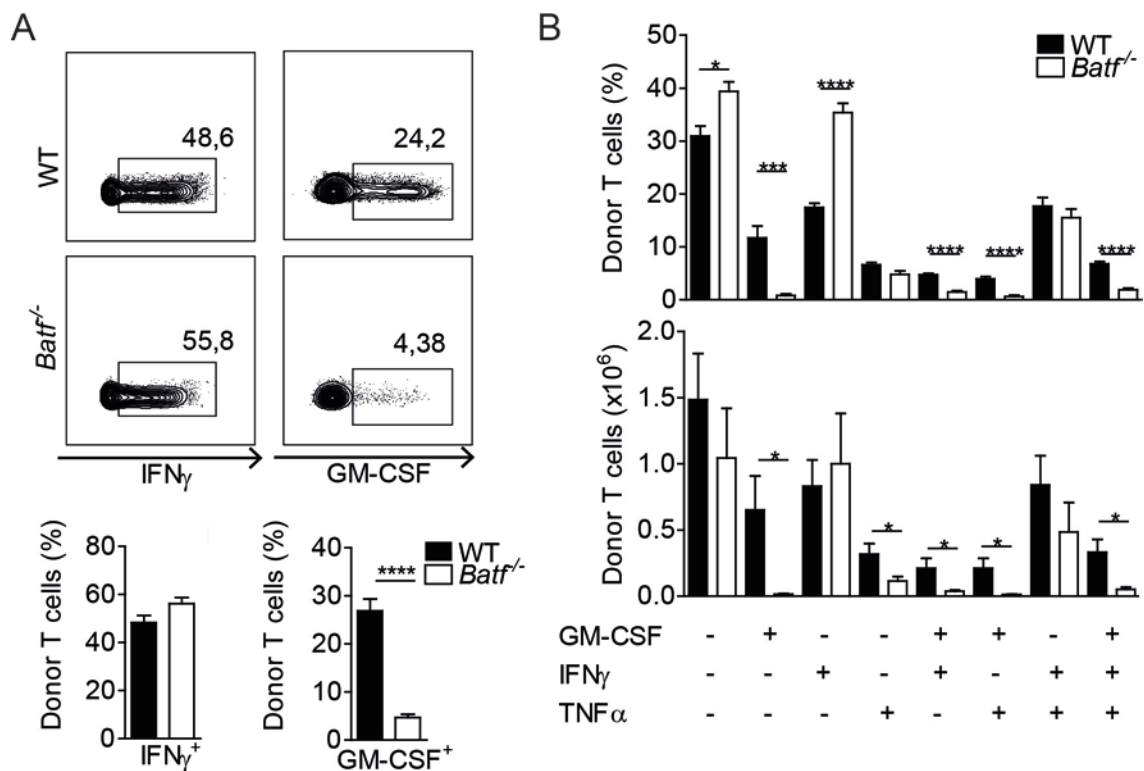 A
WT
48,6
24,2
Batf-/-
55,8
4,38
IFNγ
GM-CSF
Donor T cells (%)
80
60
40
20
0
IFNγ+
Donor T cells (%)
40
30
20
10
0
****
WT
Batf-/-
GM-CSF+
B
Donor T cells (%)
50
40
30
20
10
0
WT
Batf-/-
* *** **** **** **** ****
Donor T cells (x10⁶)
2.0
1.5
1.0
0.5
0.0
* * * * *
GM-CSF - + - - + + - +
IFNγ - - + - + - + +
TNFα - - - + - + + +